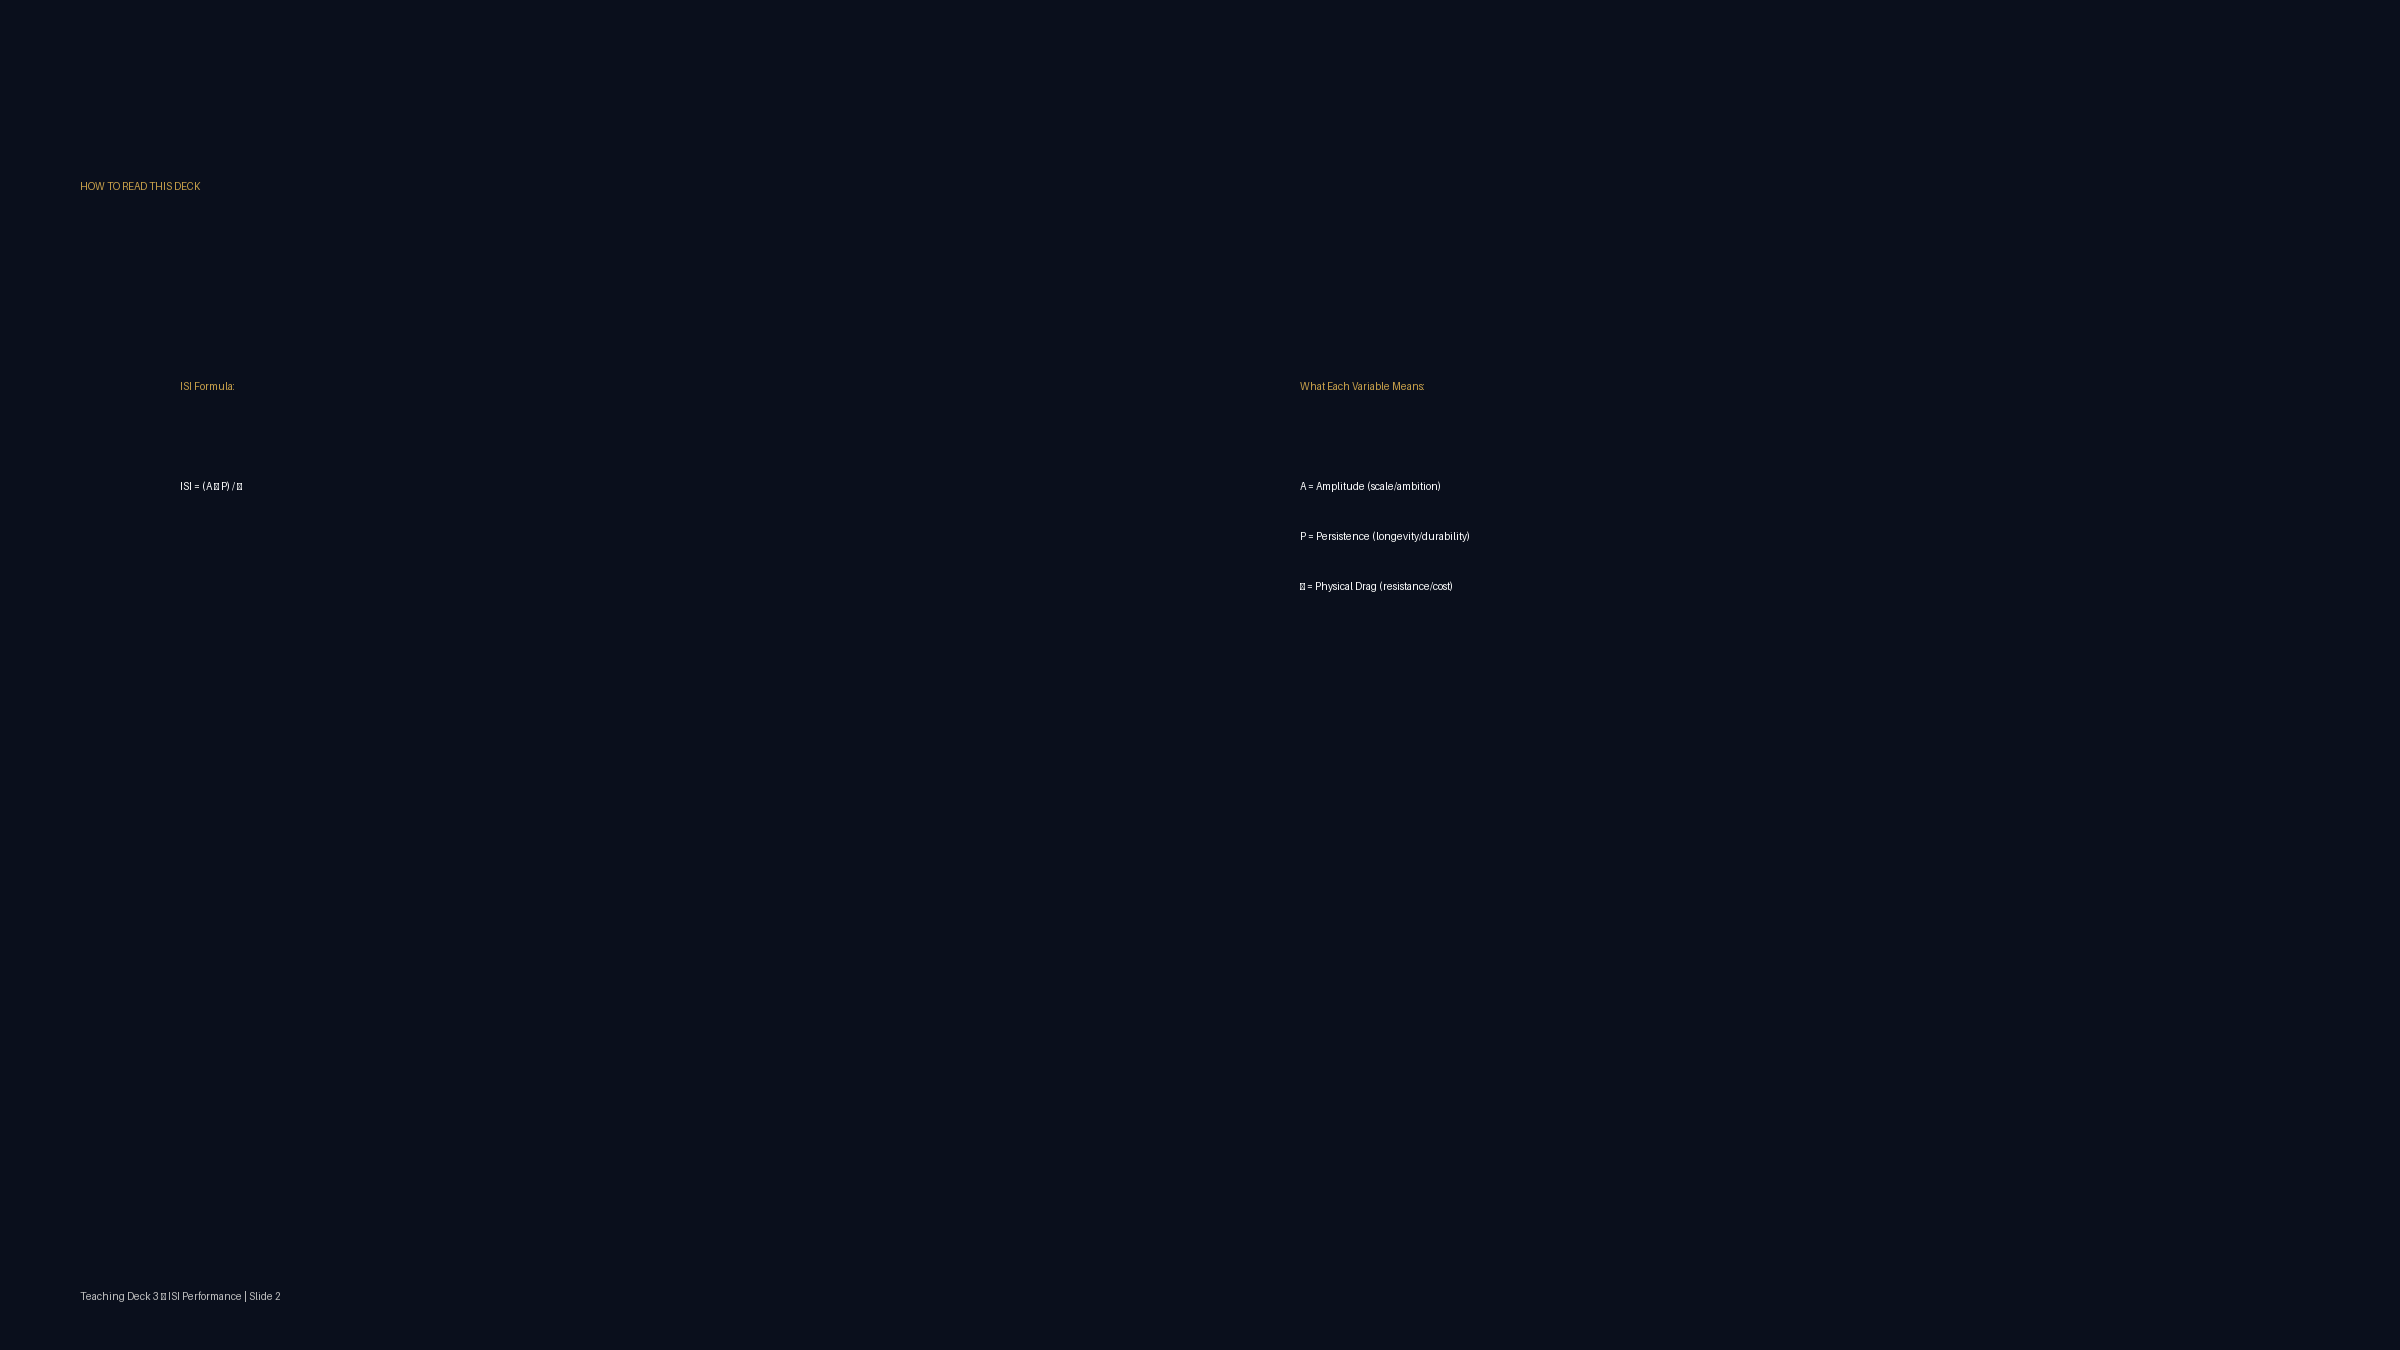 HOW TO READ THIS DECK
ISI Formula:
ISI = (A □ P) / □
What Each Variable Means:
A = Amplitude (scale/ambition)
P = Persistence (longevity/durability)
□ = Physical Drag (resistance/cost)
Teaching Deck 3 □ ISI Performance | Slide 2